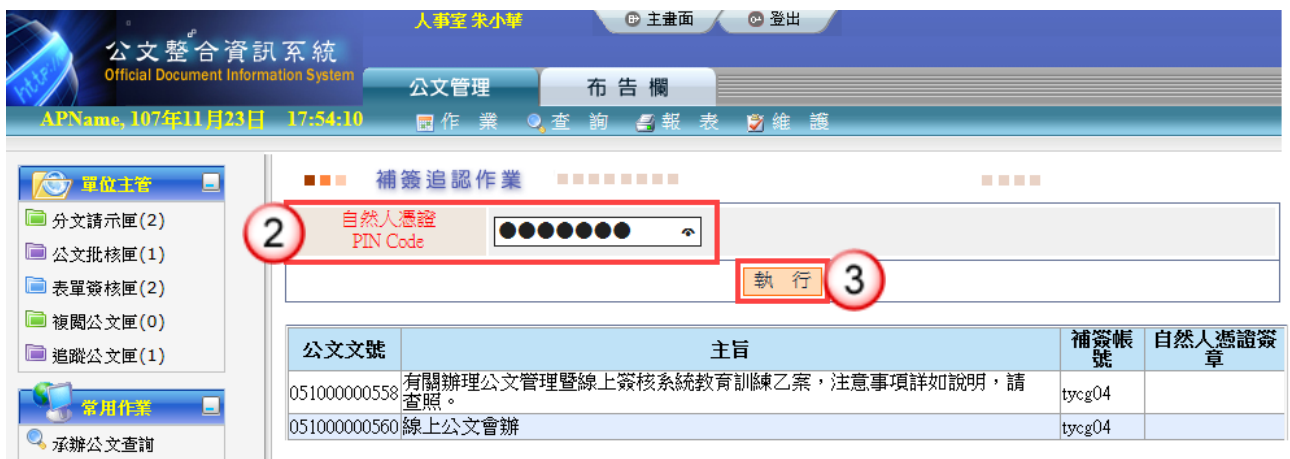 人事室 朱小華
主畫面
登出
公文整合資訊系統
Official Document Information System
公文管理
布告欄
APName, 107年11月23日 17:54:10
作業
查詢
報表
維護
單位主管
補簽追認作業
分文請示匣(2)
公文批核匣(1)
表單簽核匣(2)
複閱公文匣(0)
追蹤公文匣(1)
2
自然人憑證
PIN Code
●●●●●●●
執行
3
公文文號
主旨
補簽帳
號
自然人憑證簽
章
051000000558
有關辦理公文管理暨線上簽核系統教育訓練乙案，注意事項詳如說明，請
查照。
tycg04
051000000560
線上公文會辦
tycg04
常用作業
承辦公文查詢
http